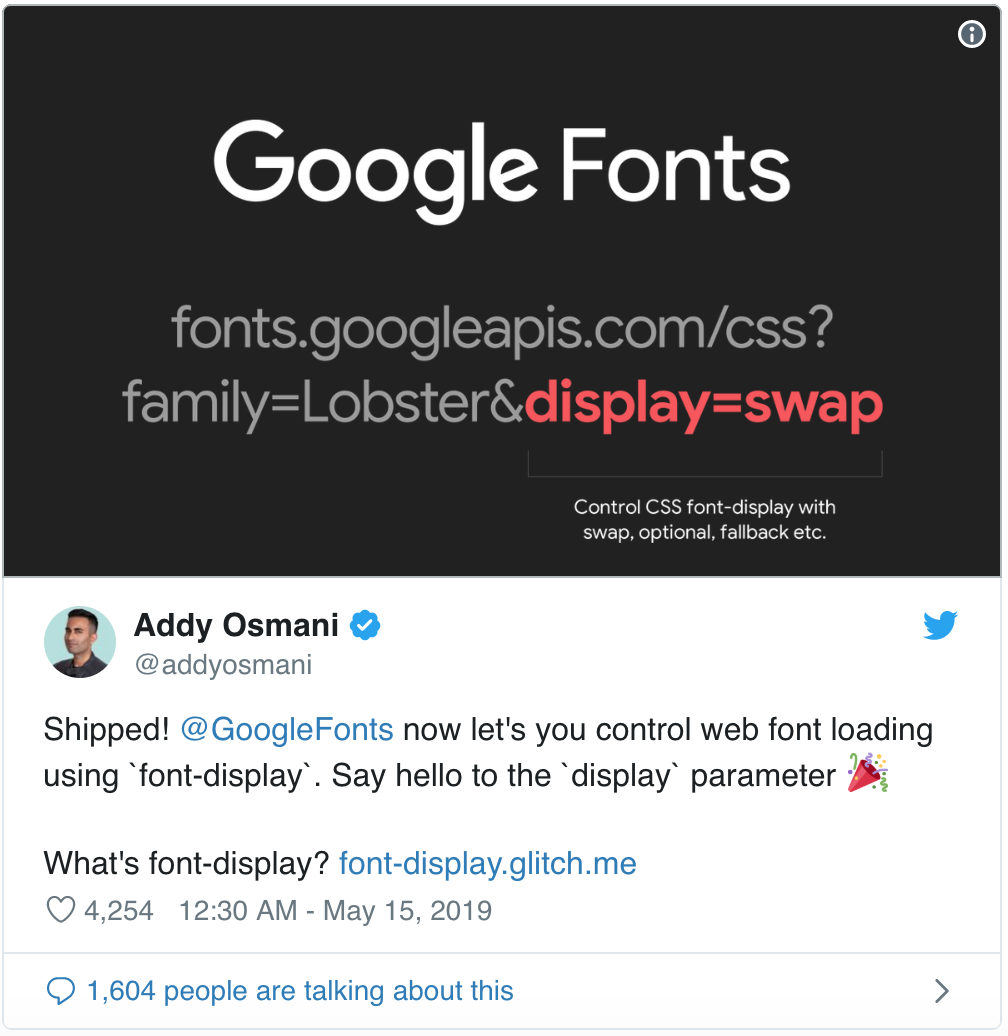 Google Fonts
fonts.googleapis.com/css?
family=Lobster&display=swap
Control CSS font-display with
swap, optional, fallback etc.
Addy Osmani
@addyosmani
Shipped! @GoogleFonts now let's you control web font loading
using `font-display`. Say hello to the `display` parameter 🎉
What's font-display? font-display.glitch.me
4,254 12:30 AM - May 15, 2019
1,604 people are talking about this